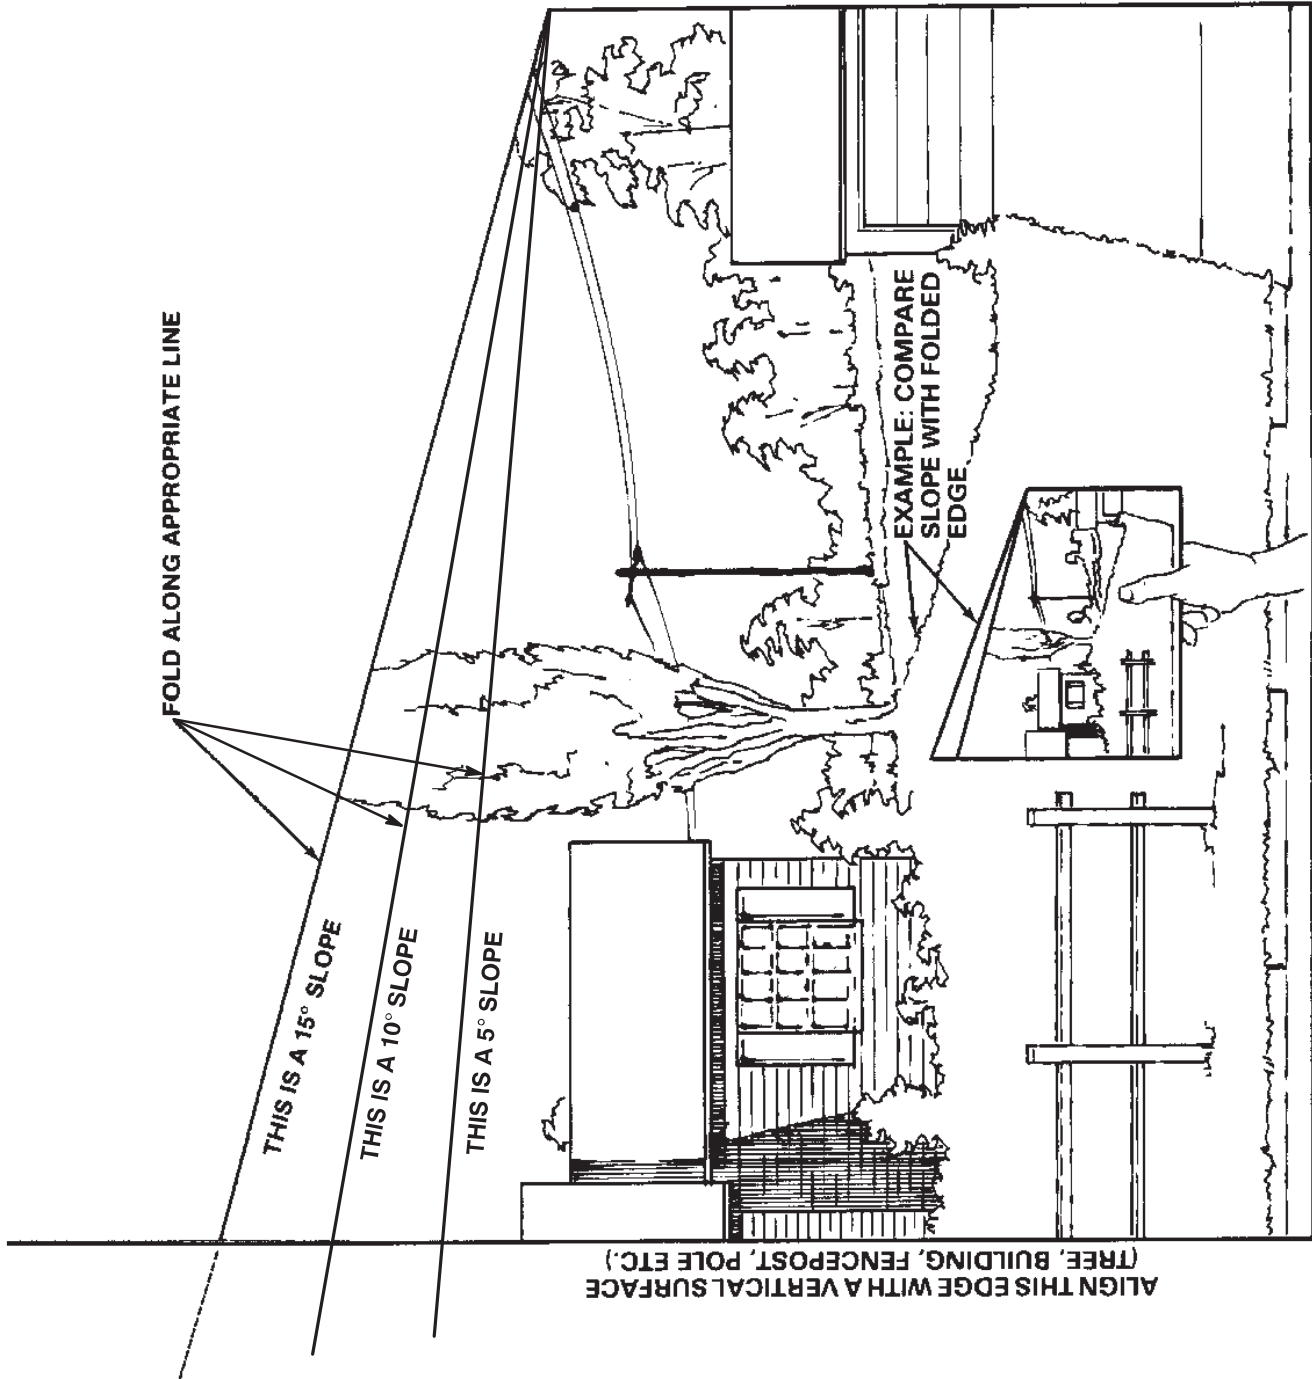 FOLD ALONG APPROPRIATE LINE
THIS IS A 15° SLOPE
THIS IS A 10° SLOPE
THIS IS A 5° SLOPE
EXAMPLE: COMPARE
SLOPE WITH FOLDED
EDGE
ALIGN THIS EDGE WITH A VERTICAL SURFACE
(TREE, BUILDING, FENCEPOST, POLE ETC.)